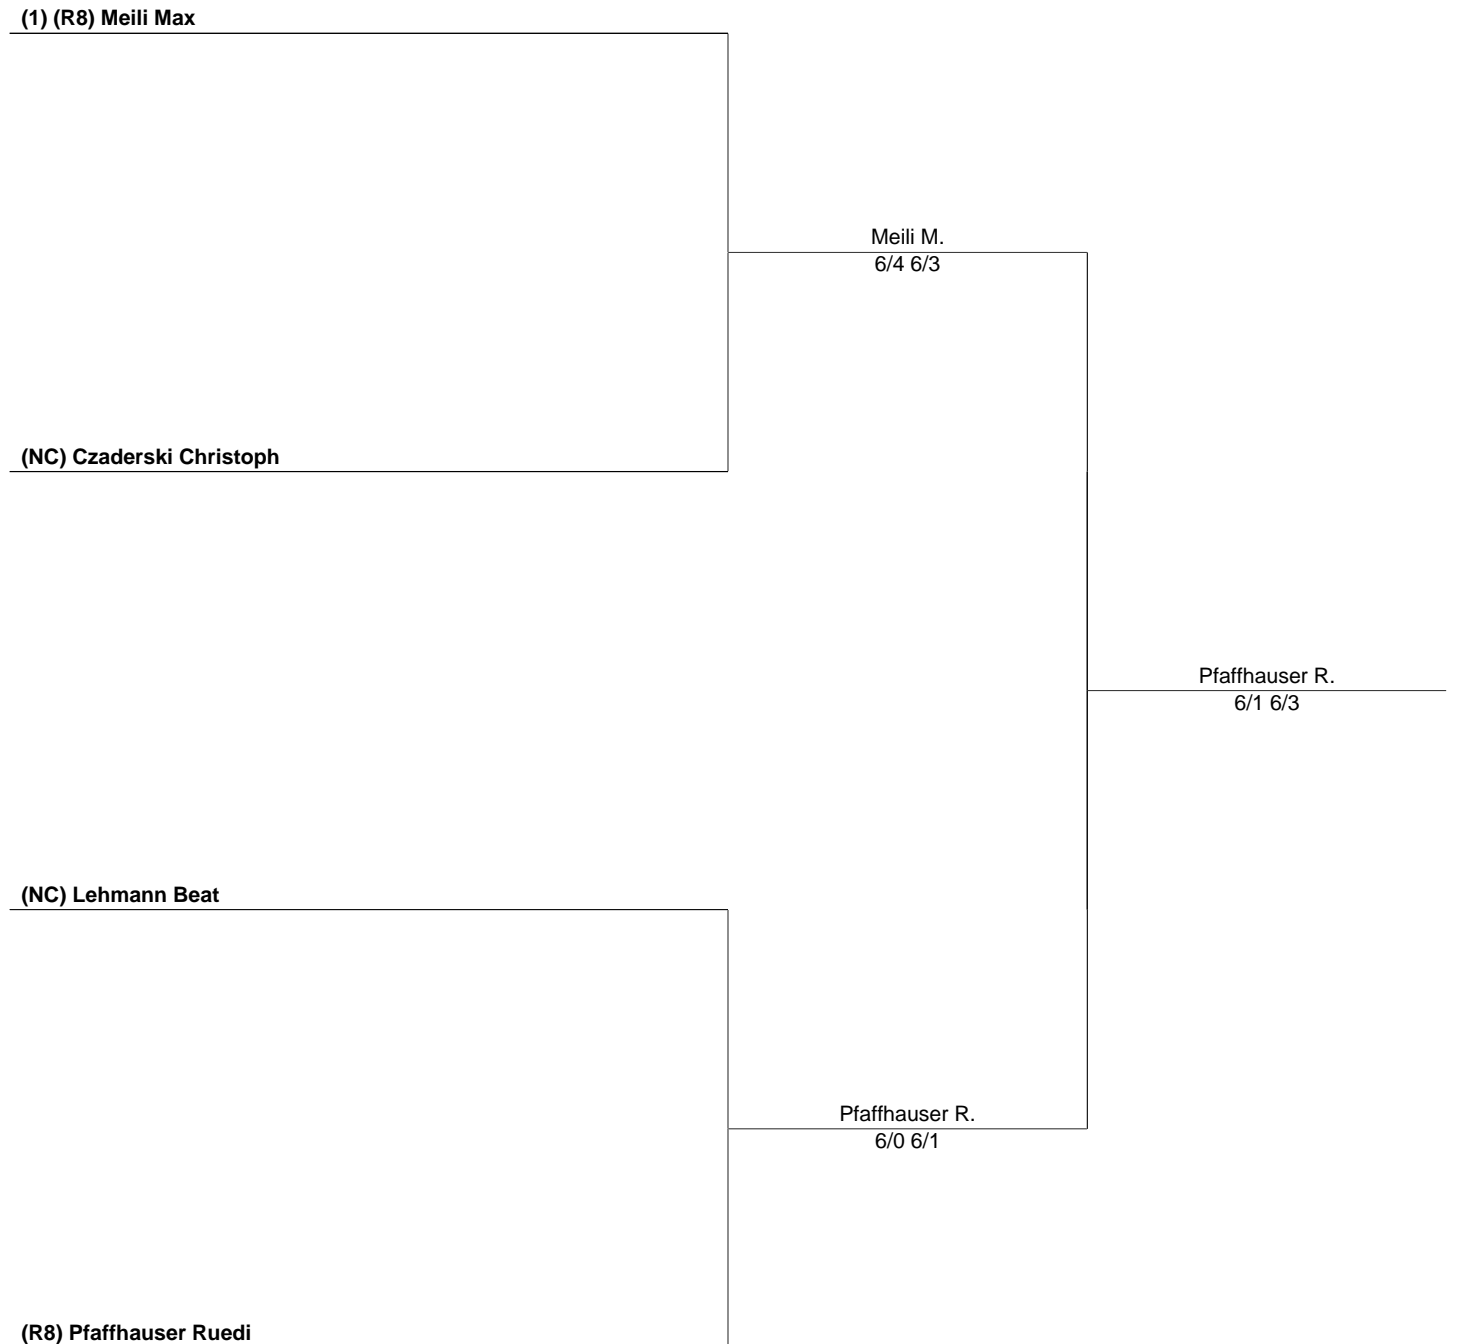 (1) (R8) Meili Max
Meili M.
6/4 6/3
(NC) Czaderski Christoph
Pfaffhauser R.
6/1 6/3
(NC) Lehmann Beat
Pfaffhauser R.
6/0 6/1
(R8) Pfaffhauser Ruedi